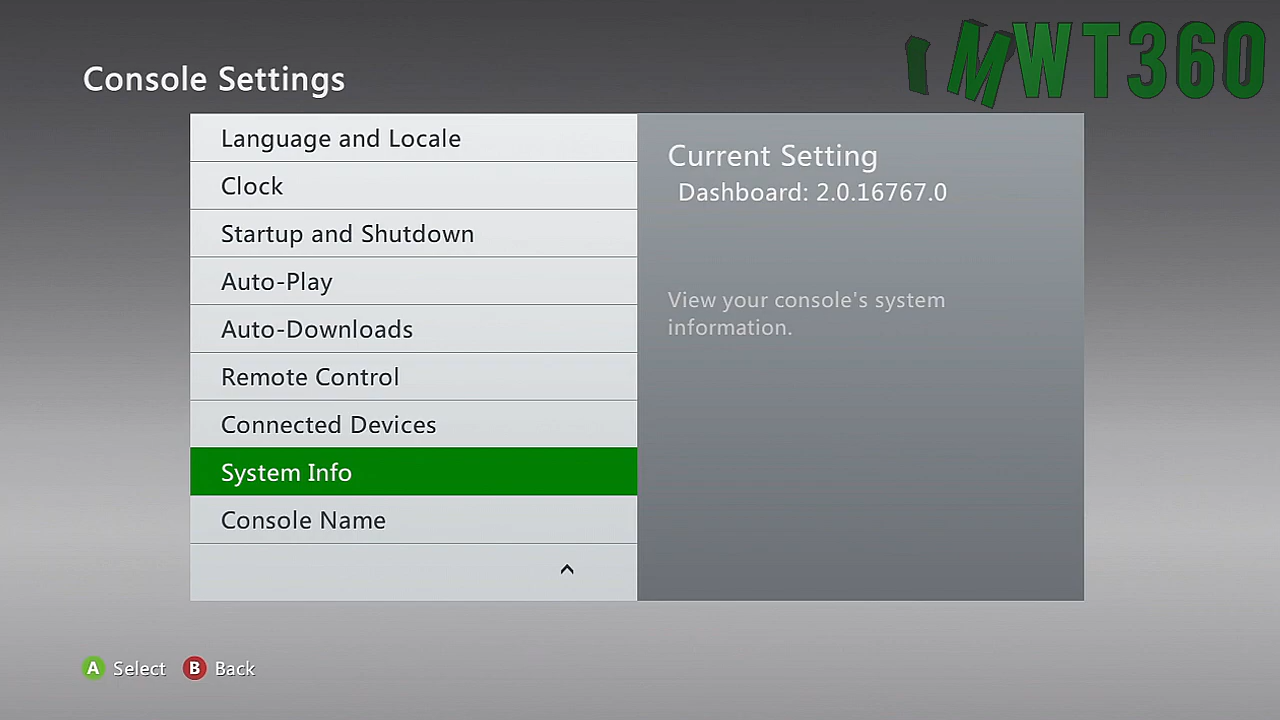 IMWT360
Console Settings
Language and Locale
Clock
Startup and Shutdown
Auto-Play
Auto-Downloads
Remote Control
Connected Devices
System Info
Console Name
Current Setting
Dashboard: 2.0.16767.0
View your console's system
information.
A Select B Back